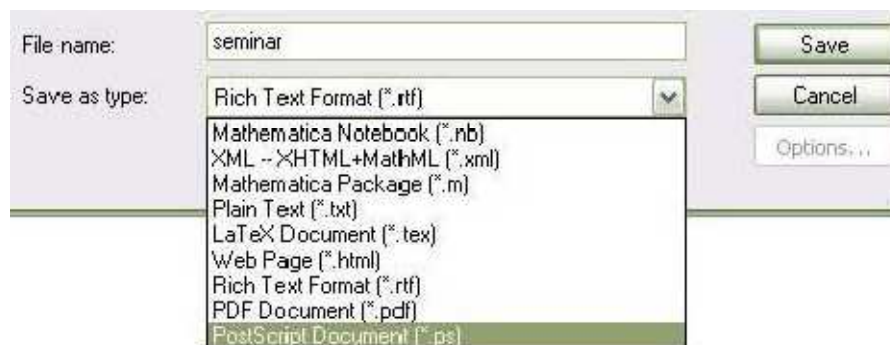 File name: seminar Save
Save as type: Rich Text Format (*.rtf) Cancel
Mathematica Notebook (*.nb) Options...
XML -- XHTML+MathML (*.xml)
Mathematica Package (*.m)
Plain Text (*.txt)
LaTeX Document (*.tex)
Web Page (*.html)
Rich Text Format (*.rtf)
PDF Document (*.pdf)
PostScript Document (*.ps)